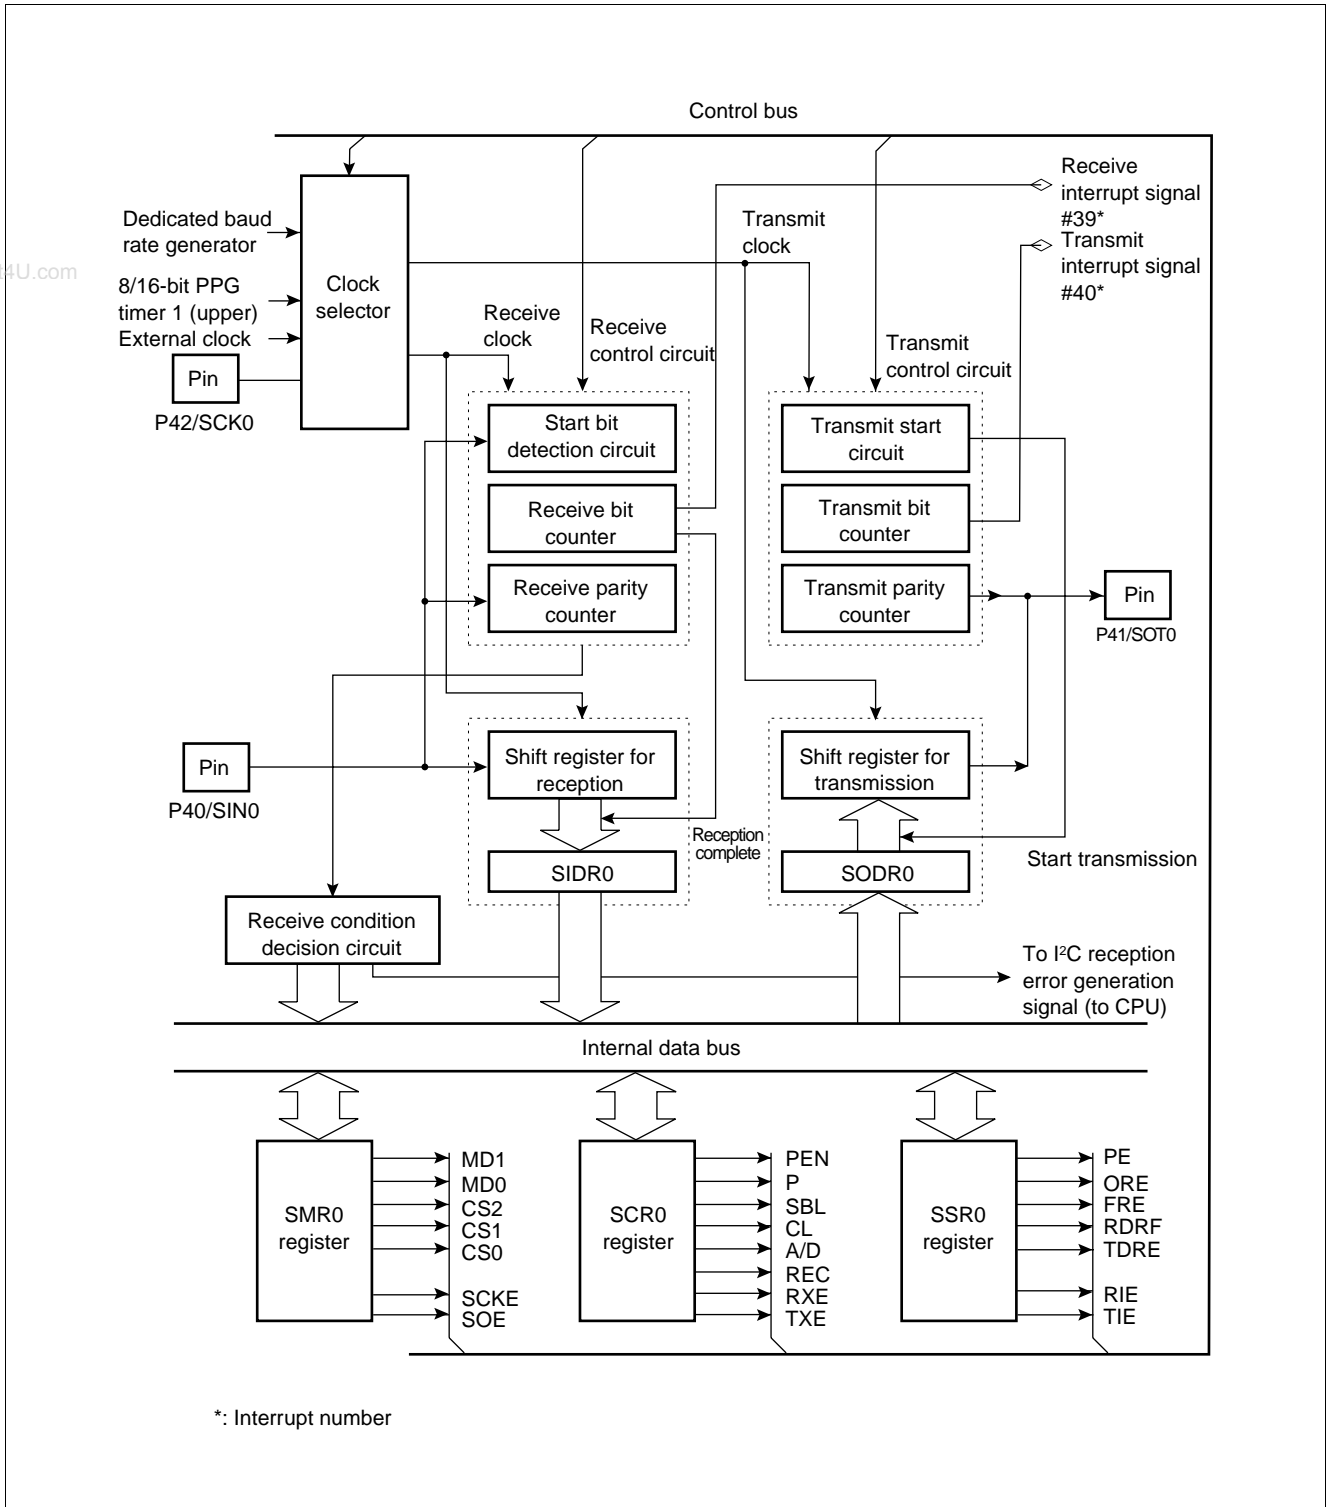 Control bus
Receive
interrupt signal
#39*
Dedicated baud
rate generator
Transmit
clock
Transmit
interrupt signal
#40*
t4U.com
8/16-bit PPG
timer 1 (upper)
External clock
Clock
selector
Receive
clock
Receive
control circuit
Transmit
control circuit
Pin
P42/SCK0
Start bit
detection circuit
Transmit start
circuit
Receive bit
counter
Transmit bit
counter
Receive parity
counter
Transmit parity
counter
Pin
P41/SOT0
Pin
P40/SIN0
Shift register for
reception
Shift register for
transmission
Reception
complete
Start transmission
SIDR0
SODR0
Receive condition
decision circuit
To I²C reception
error generation
signal (to CPU)
Internal data bus
SMR0
register
MD1
MD0
CS2
CS1
CS0
SCKE
SOE
SCR0
register
PEN
P
SBL
CL
A/D
REC
RXE
TXE
SSR0
register
PE
ORE
FRE
RDRF
TDRE
RIE
TIE
*: Interrupt number